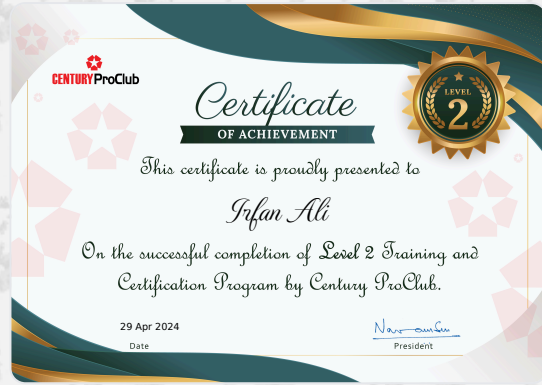 CENTURY ProClub
Certificate
OF ACHIEVEMENT
LEVEL
2
This certificate is proudly presented to
Irfan Ali
On the successful completion of Level 2 Training and
Certification Program by Century ProClub.
29 Apr 2024
Date
President